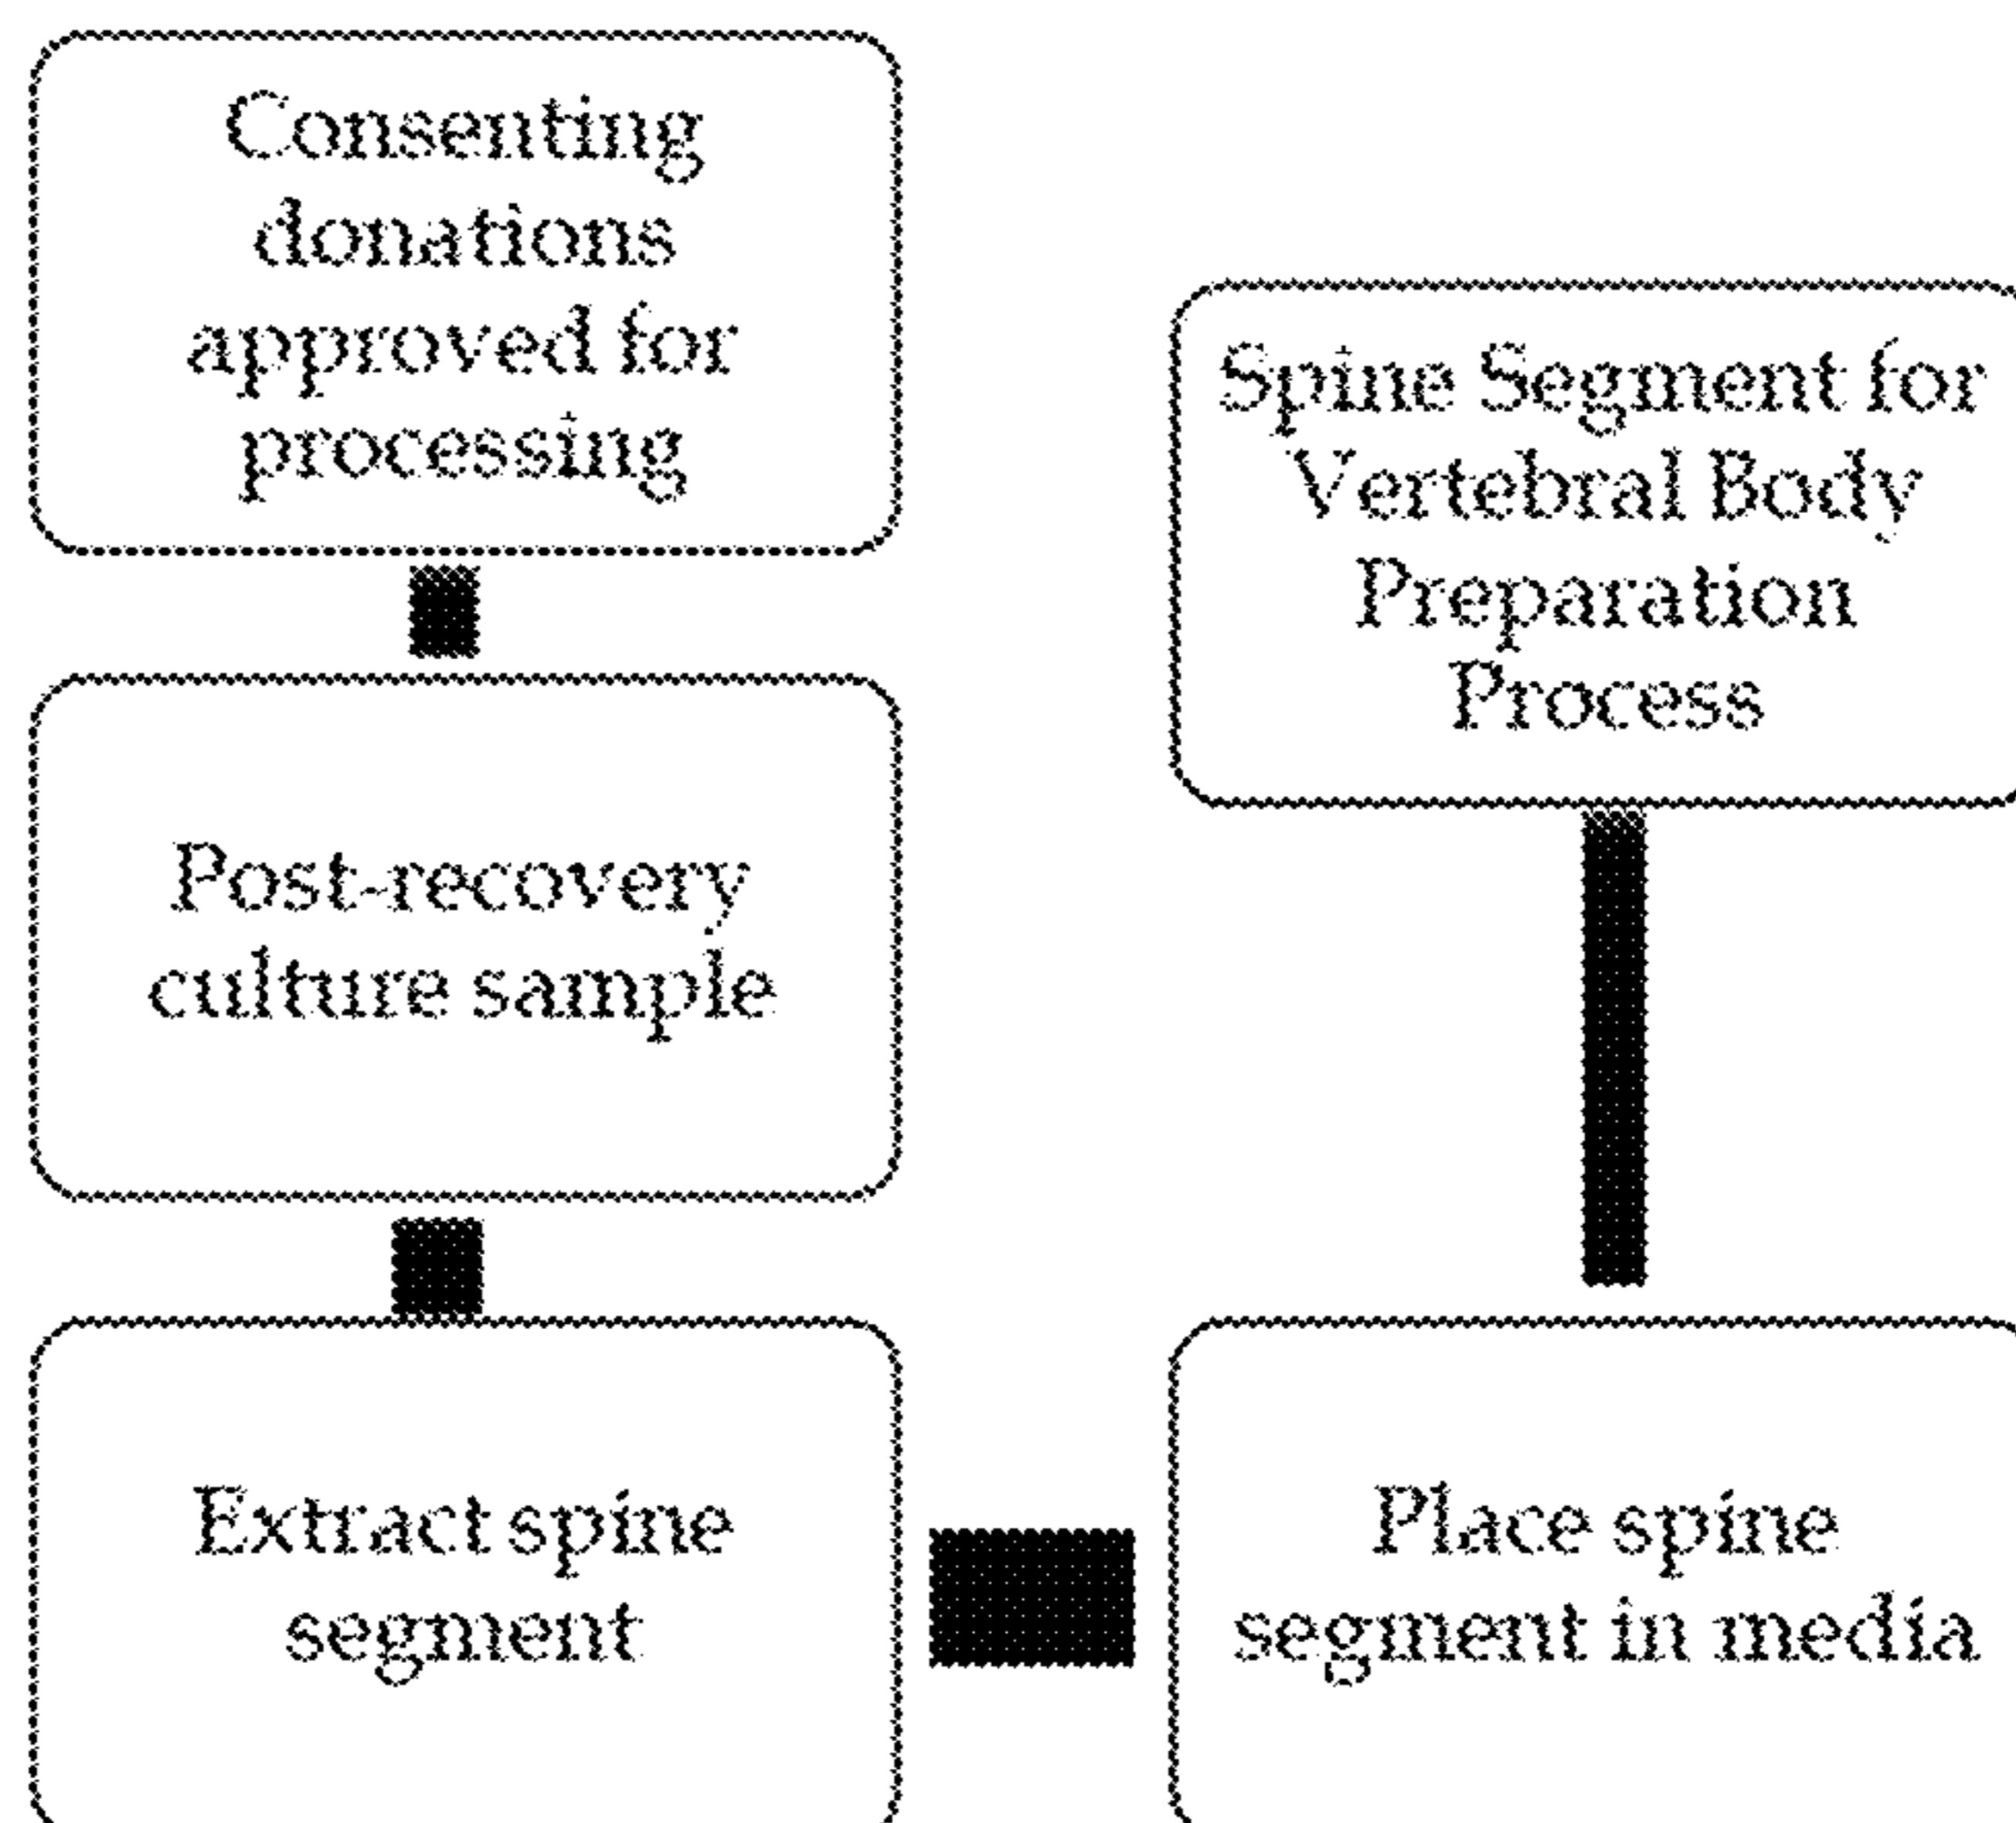 Consenting
donations
approved for
processing
Post-recovery
culture sample
Extract spine
segment
Spine Segment for
Vertebral Body
Preparation
Process
Place spine
segment in media